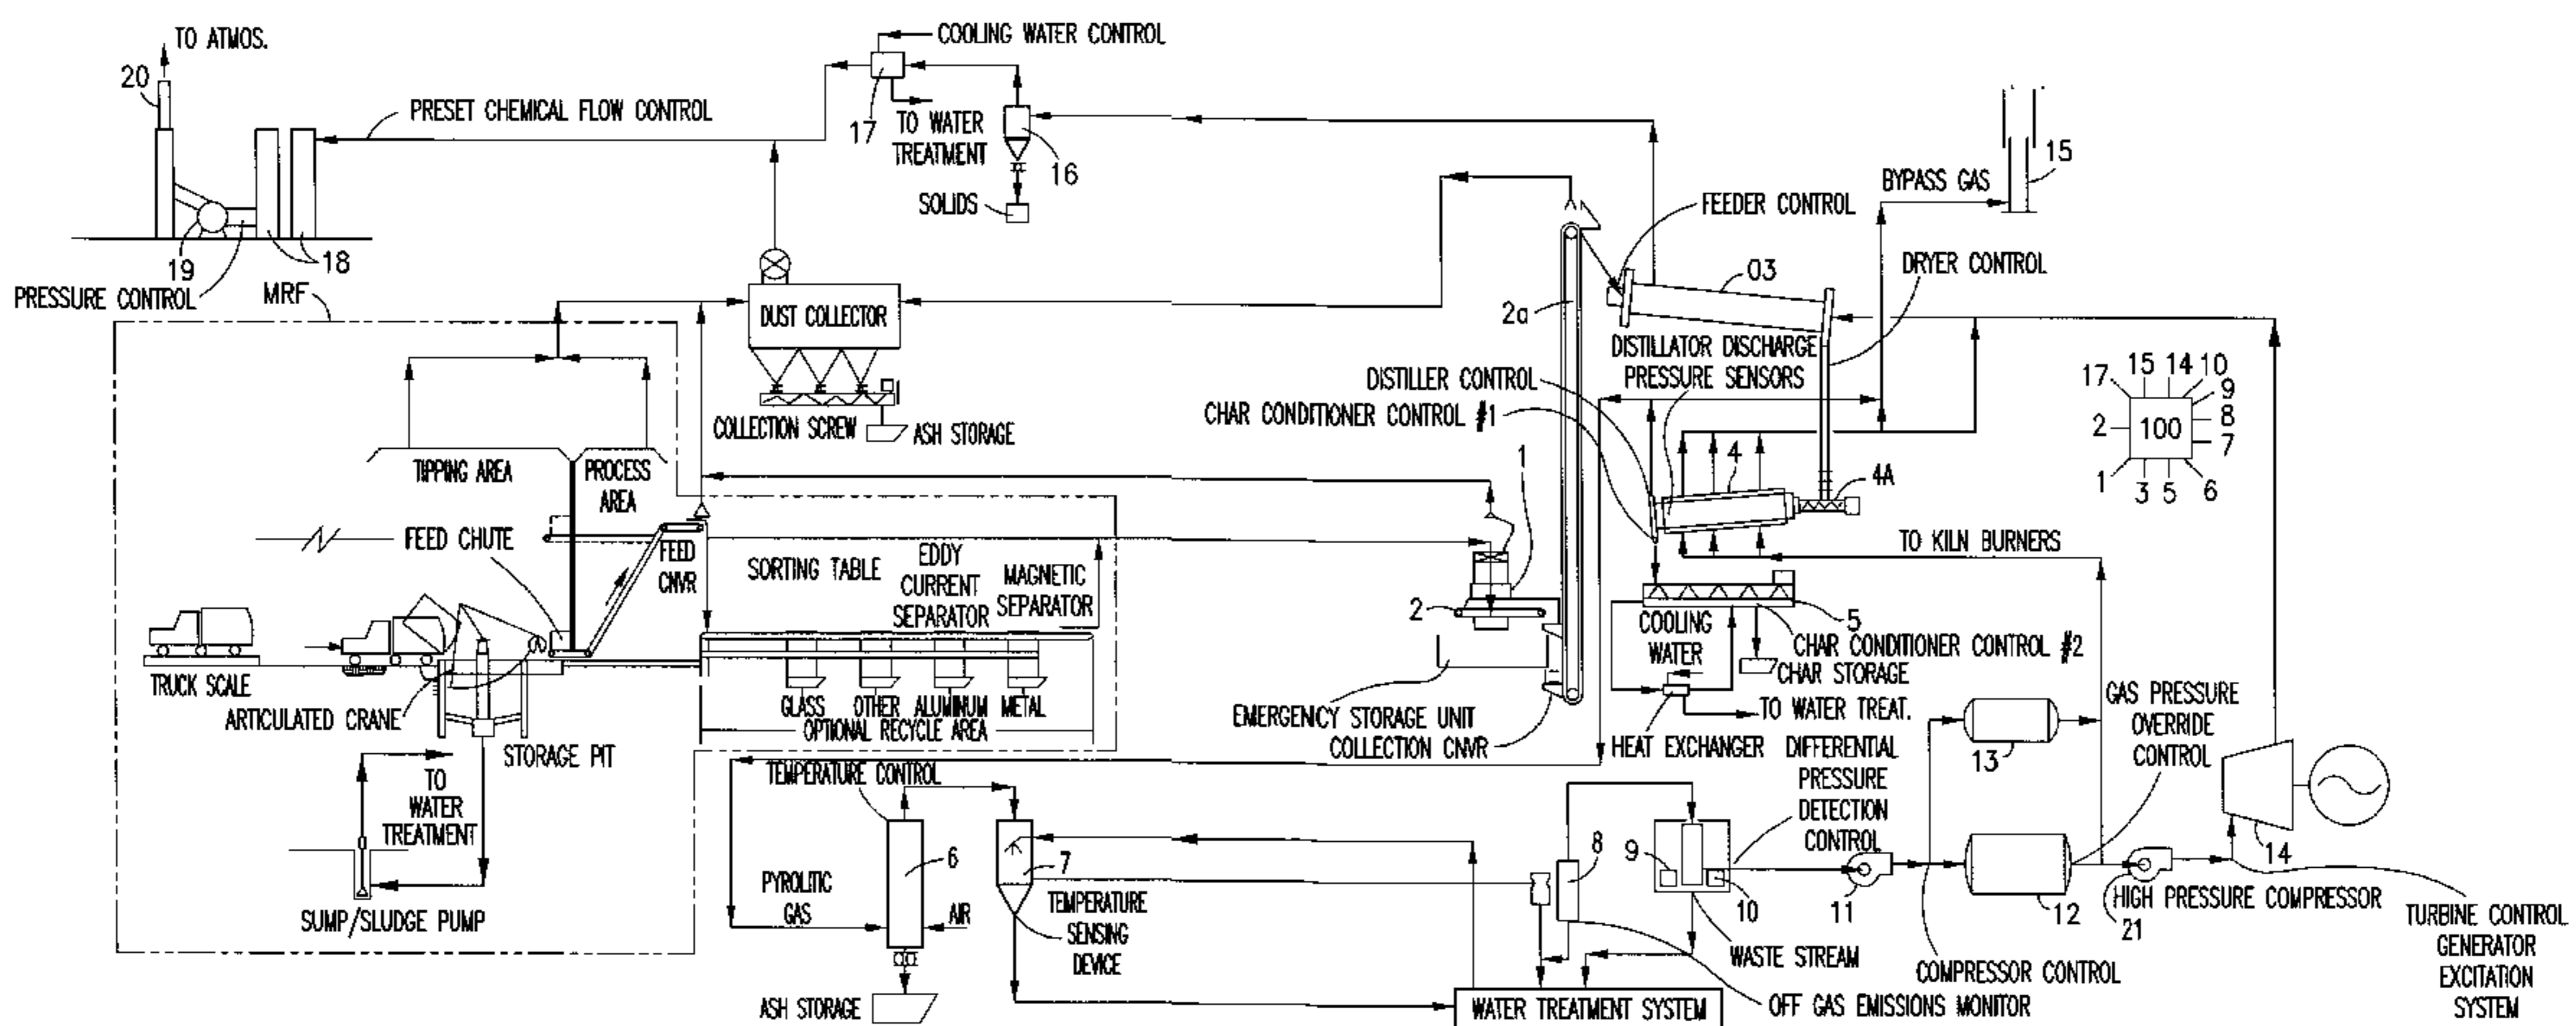 TO ATMOS.
20
COOLING WATER CONTROL
PRESET CHEMICAL FLOW CONTROL
17
TO WATER
TREATMENT
16
SOLIDS
19
18
PRESSURE CONTROL
MRF
DUST COLLECTOR
COLLECTION SCREW
ASH STORAGE
TIPPING AREA
PROCESS
AREA
FEED CHUTE
FEED
CNVR
SORTING TABLE
EDDY
CURRENT
SEPARATOR
MAGNETIC
SEPARATOR
TRUCK SCALE
ARTICULATED CRANE
STORAGE PIT
GLASS
OTHER
ALUMINUM
METAL
OPTIONAL RECYCLE AREA
TO
WATER
TREATMENT
SUMP/SLUDGE PUMP
BYPASS GAS
15
FEEDER CONTROL
DRYER CONTROL
03
2a
DISTILLATOR DISCHARGE
PRESSURE SENSORS
DISTILLER CONTROL
CHAR CONDITIONER CONTROL #1
4
4A
1
2
TO KILN BURNERS
5
COOLING
WATER
CHAR CONDITIONER CONTROL #2
CHAR STORAGE
TO WATER TREAT.
EMERGENCY STORAGE UNIT
COLLECTION CNVR
HEAT EXCHANGER
17
15
14
10
9
8
7
6
5
3
1
2
100
DIFFERENTIAL
PRESSURE
DETECTION
CONTROL
GAS PRESSURE
OVERRIDE
CONTROL
13
12
14
TEMPERATURE CONTROL
6
7
PYROLITIC
GAS
AIR
TEMPERATURE
SENSING
DEVICE
ASH STORAGE
8
9
10
11
21
HIGH PRESSURE COMPRESSOR
WASTE STREAM
COMPRESSOR CONTROL
WATER TREATMENT SYSTEM
OFF GAS EMISSIONS MONITOR
TURBINE CONTROL
GENERATOR
EXCITATION
SYSTEM